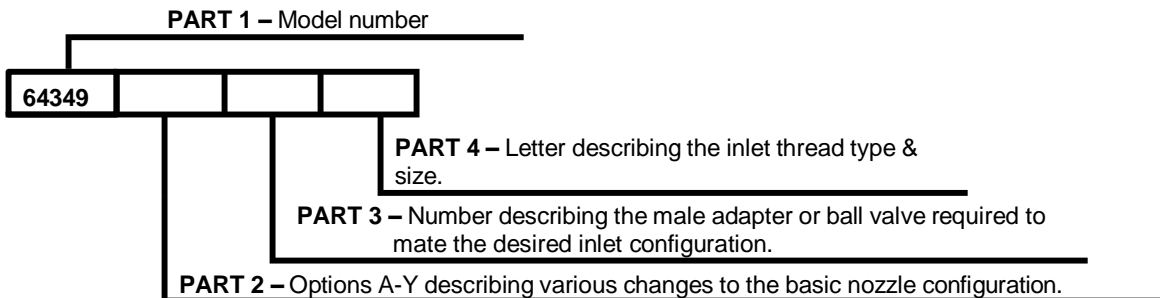 PART 1 – Model number
64349
PART 4 – Letter describing the inlet thread type &
size.
PART 3 – Number describing the male adapter or ball valve required to
mate the desired inlet configuration.
PART 2 – Options A-Y describing various changes to the basic nozzle configuration.